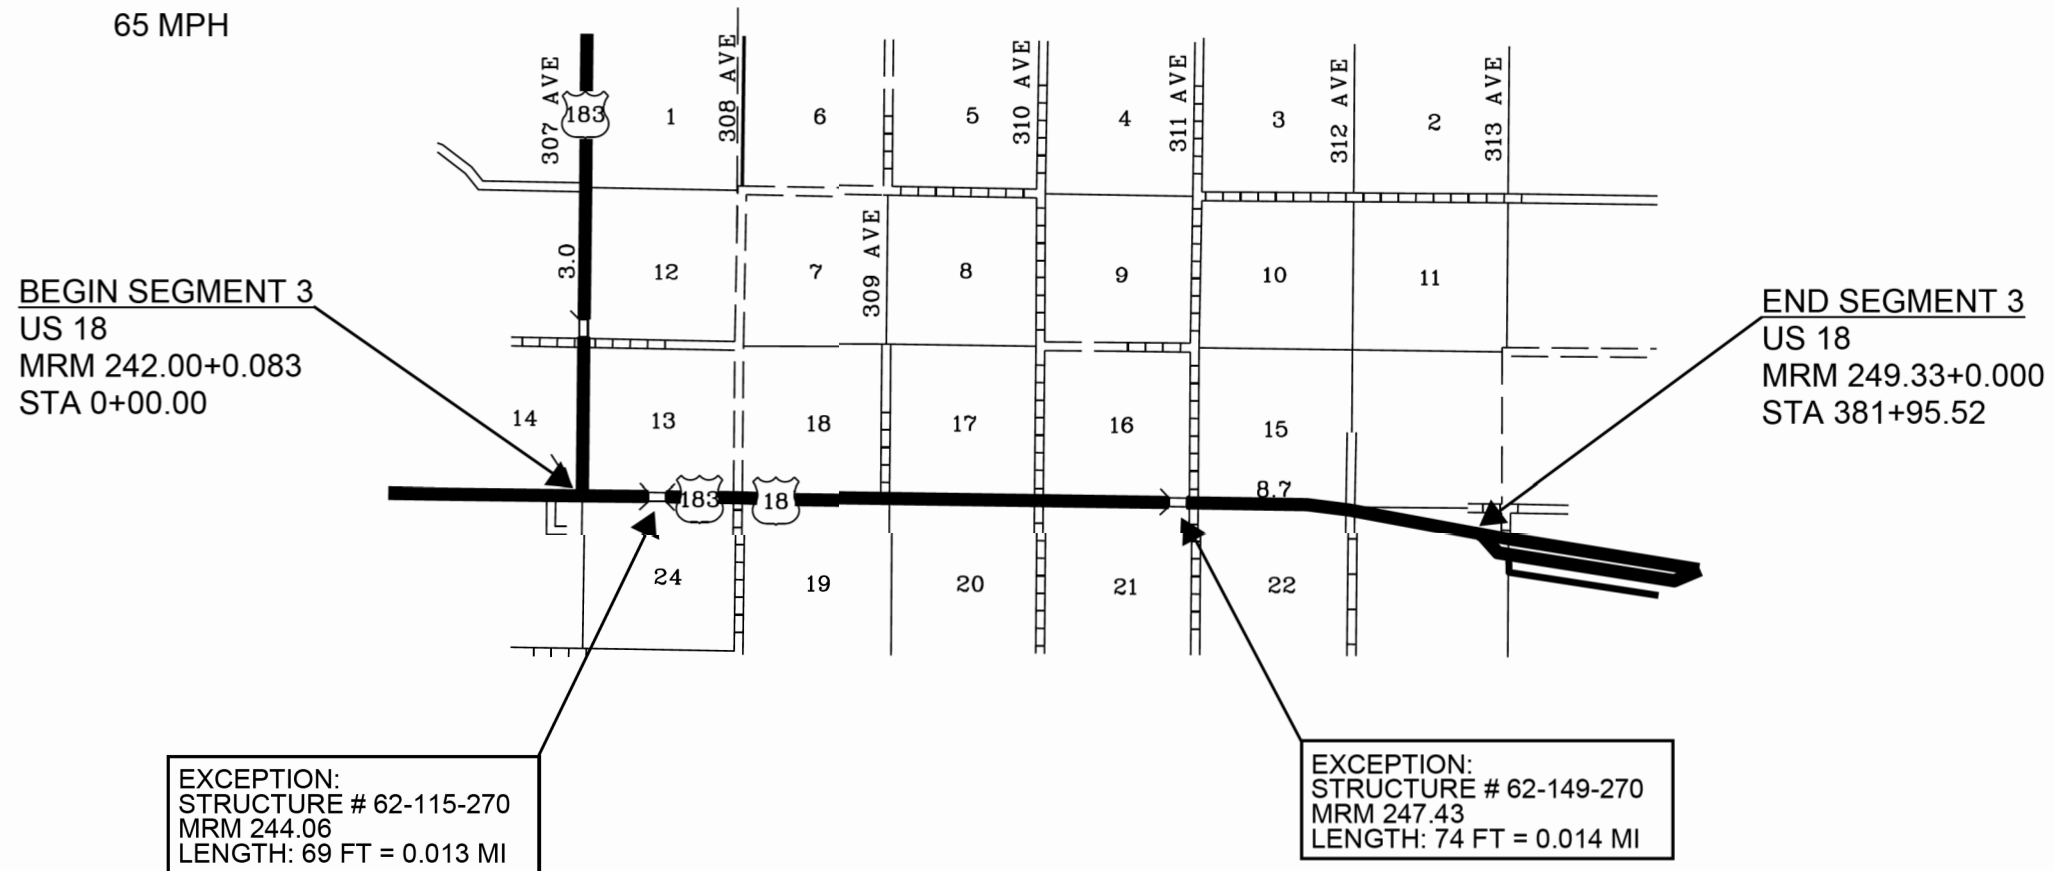 65 MPH
307 AVE
308 AVE
310 AVE
311 AVE
312 AVE
313 AVE
183
1
6
5
4
3
2
309 AVE
3.0
12
7
8
9
10
11
BEGIN SEGMENT 3
US 18
MRM 242.00+0.083
STA 0+00.00
END SEGMENT 3
US 18
MRM 249.33+0.000
STA 381+95.52
14
13
18
17
16
15
183
18
8.7
24
19
20
21
22
EXCEPTION:
STRUCTURE # 62-115-270
MRM 244.06
LENGTH: 69 FT = 0.013 MI
EXCEPTION:
STRUCTURE # 62-149-270
MRM 247.43
LENGTH: 74 FT = 0.014 MI